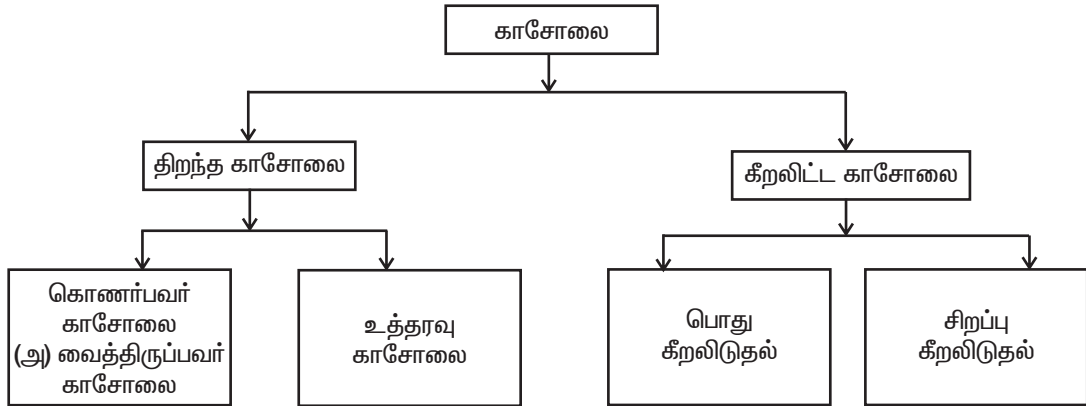 காசோலை
திறந்த காசோலை
கீறலிட்ட காசோலை
கொணர்பவர்
காசோலை
(அ) வைத்திருப்பவர்
காசோலை
உத்தரவு
காசோலை
பொது
கீறலிடுதல்
சிறப்பு
கீறலிடுதல்